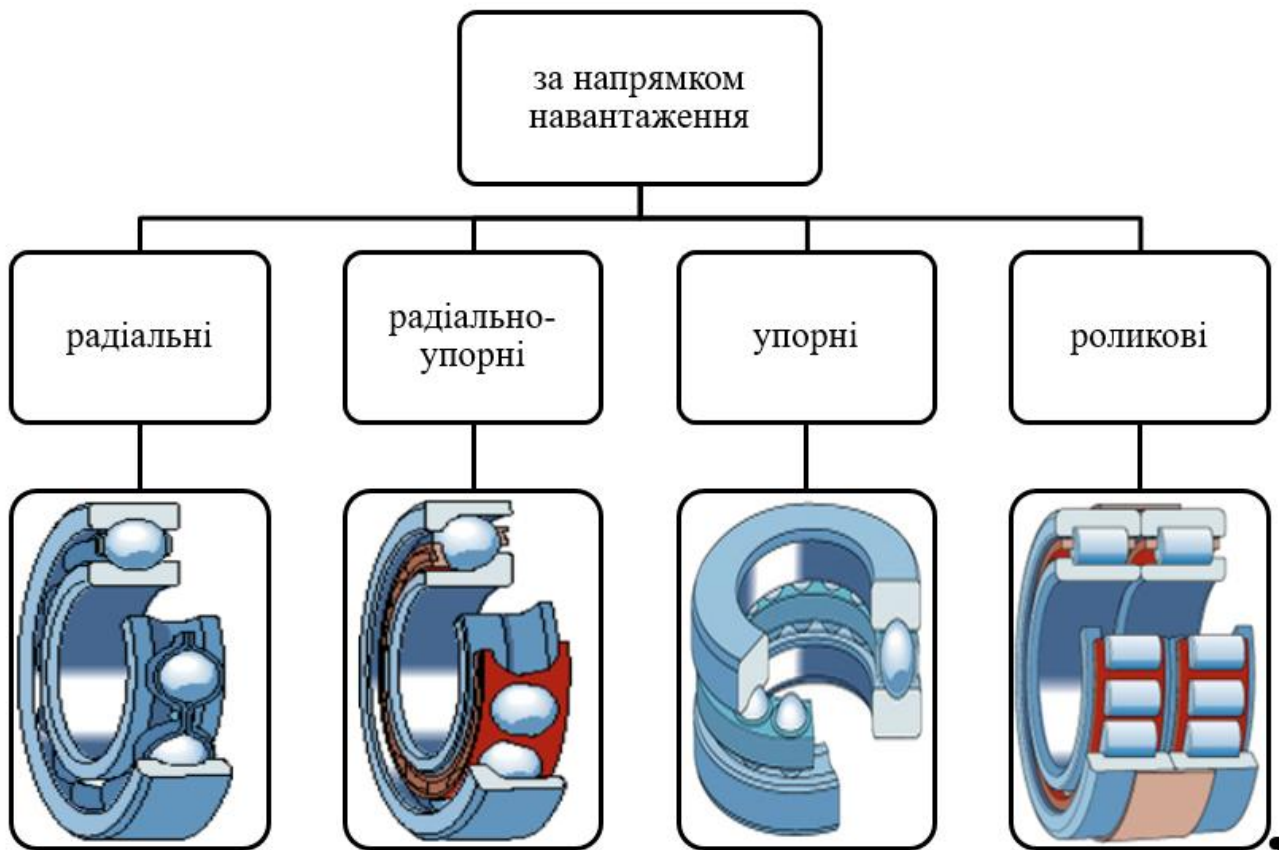 за напрямком
навантаження
радіальні
радіально-
упорні
упорні
роликові